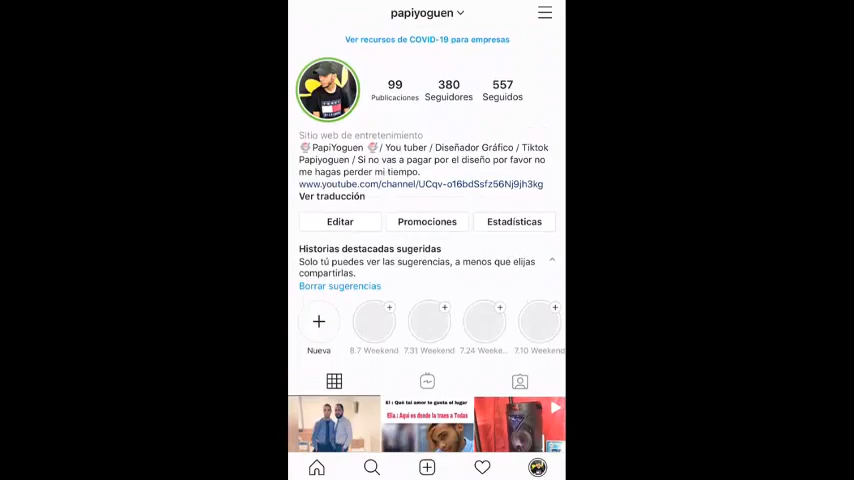 papiyoguen
Ver recursos de COVID-19 para empresas
99 380 557
Publicaciones Seguidores Seguidos
Sitio web de entretenimiento
PapiYoguen / You tuber / Diseñador Gráfico / Tiktok
Papiyoguen / Si no vas a pagar por el diseño por favor no
me hagas perder mi tiempo.
www.youtube.com/channel/UCqv-o16bdSsfz56Nj9jh3kg
Ver traducción
Editar Promociones Estadísticas
Historias destacadas sugeridas
Solo tú puedes ver las sugerencias, a menos que elijas
compartirlas.
Borrar sugerencias
Nueva 8.7 Weekend 7.31 Weekend 7.24 Weeke... 7.10 Weekend
El : Qué tal amor te gusta el lugar
Ella : Aquí es donde la traes a Todas